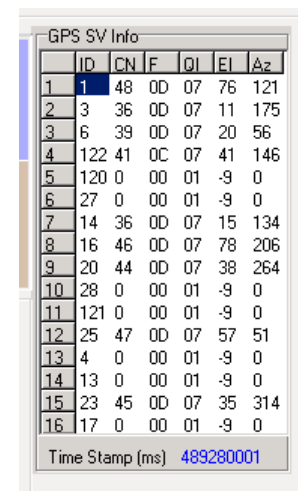 GPS SV Info
ID CN F QI El Az
1 1 48 0D 07 76 121
2 3 36 0D 07 11 175
3 6 39 0D 07 20 56
4 122 41 0C 07 41 146
5 120 0 00 01 -9 0
6 27 0 00 01 -9 0
7 14 36 0D 07 15 134
8 16 46 0D 07 78 206
9 20 44 0D 07 38 264
10 28 0 00 01 -9 0
11 121 0 00 01 -9 0
12 25 47 0D 07 57 51
13 4 0 00 01 -9 0
14 13 0 00 01 -9 0
15 23 45 0D 07 35 314
16 17 0 00 01 -9 0
Time Stamp (ms) 489280001